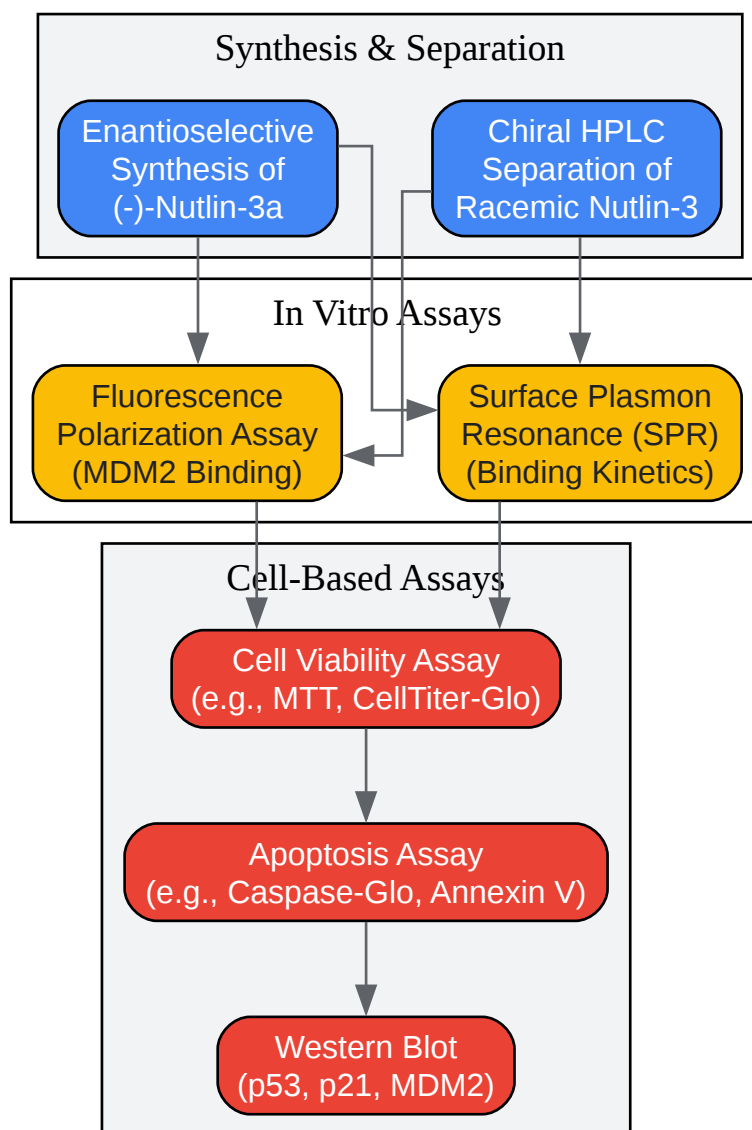 Synthesis & Separation
Enantioselective
Synthesis of
(-)-Nutlin-3a
Chiral HPLC
Separation of
Racemic Nutlin-3
In Vitro Assays
Fluorescence
Polarization Assay
(MDM2 Binding)
Surface Plasmon
Resonance (SPR)
(Binding Kinetics)
Cell-Based Assays
Cell Viability Assay
(e.g., MTT, CellTiter-Glo)
Apoptosis Assay
(e.g., Caspase-Glo, Annexin V)
Western Blot
(p53, p21, MDM2)